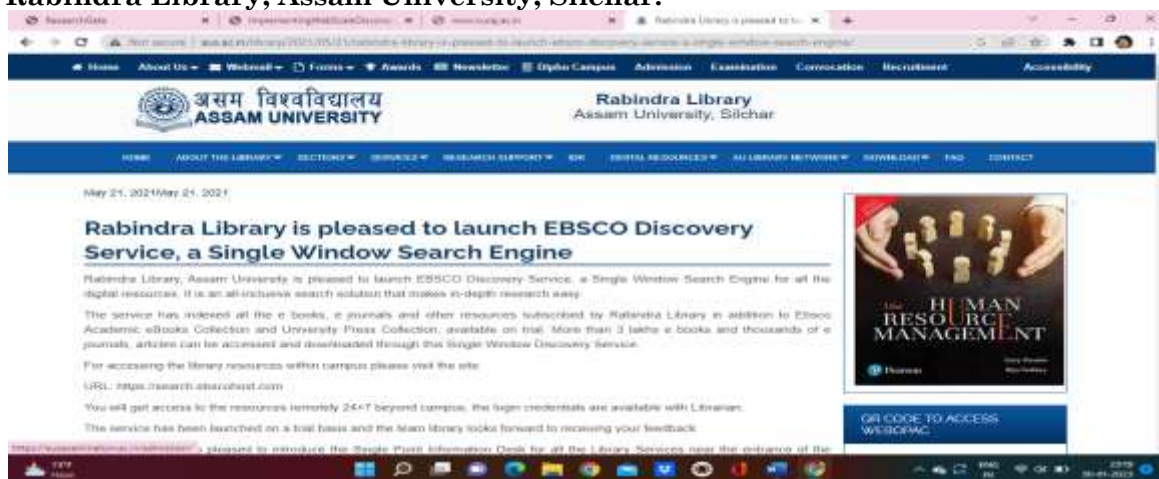 Rabindra Library, Assam University, Silchar.
ResearchGate
Not secure
Home About Us Webmail Forms Awards Newsletter Diphu Campus Admission Examination Convocation Recruitment Accessibility
असम विश्वविद्यालय
ASSAM UNIVERSITY
Rabindra Library
Assam University, Silchar
HOME ABOUT THE LIBRARY SECTIONS SERVICES RESEARCH SUPPORT IDR DIGITAL RESOURCES AU LIBRARY NETWORK DOWNLOAD FAQ CONTACT
May 21, 2021May 21, 2021
Rabindra Library is pleased to launch EBSCO Discovery
Service, a Single Window Search Engine
Rabindra Library, Assam University is pleased to launch EBSCO Discovery Service, a Single Window Search Engine for all the
digital resources. It is an all-inclusive search solution that makes in-depth research easy.
The service has indexed all the e books, e journals and other resources subscribed by Rabindra Library in addition to Ebsco
Academic eBooks Collection and University Press Collection, available on trial. More than 3 lakhs e books and thousands of e
journals, articles can be accessed and downloaded through this Single Window Discovery Service.
For accessing the library resources within campus please visit the site
URL: https://search.ebscohost.com
You will get access to the resources remotely 24×7 beyond campus, the login credentials are available with Librarian.
The service has been launched on a trial basis and the team library looks forward to receiving your feedback.
pleased to introduce the Single Point Information Desk for all the Library Services near the entrance of the
HUMAN
RESOURCE
MANAGEMENT
Pearson
QR CODE TO ACCESS
WEBOPAC